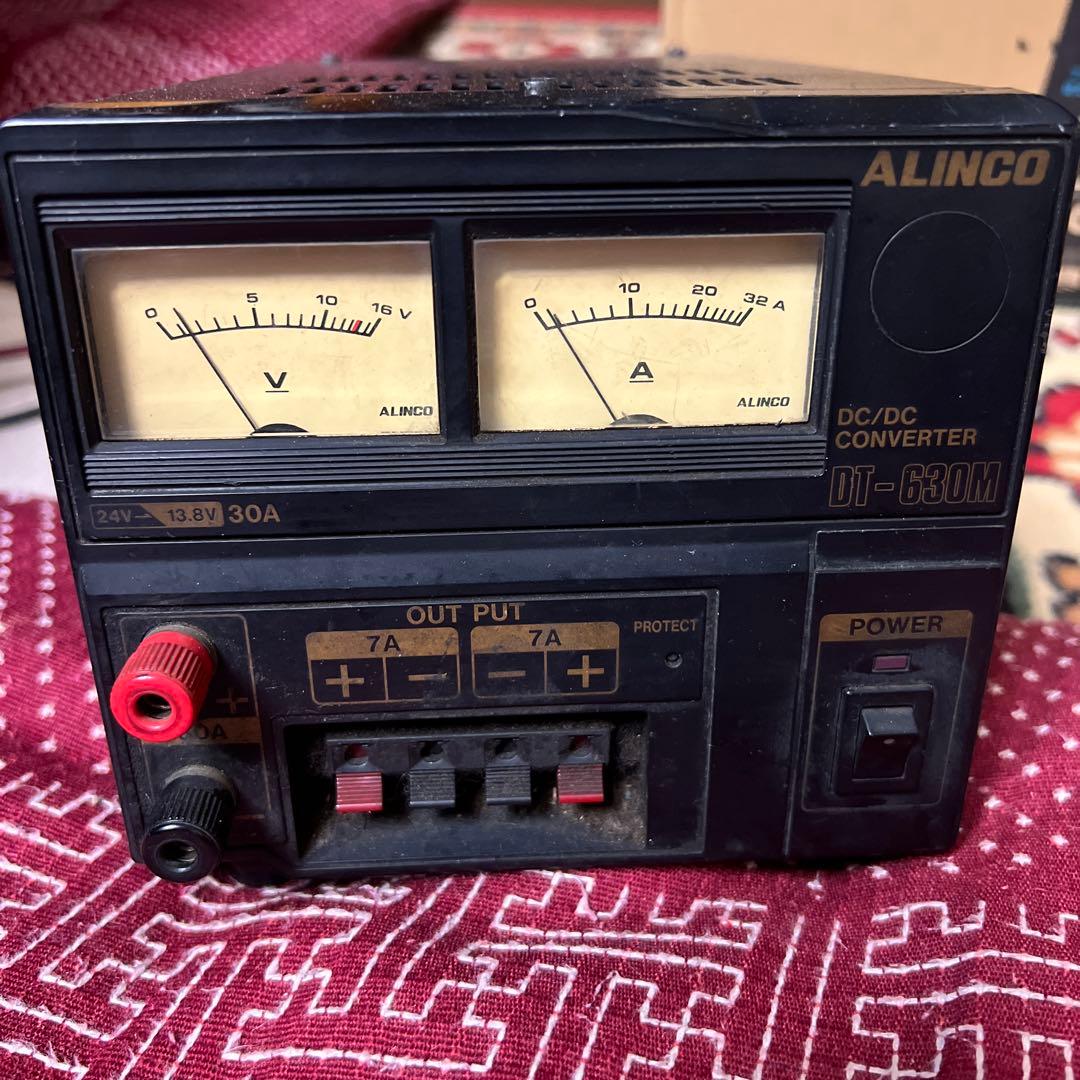 ALINCO
0 5 10 16 V
V
ALINCO
0 10 20 32 A
A
ALINCO
DC/DC
CONVERTER
DT-630M
24V 13.8V 30A
OUT PUT
7A 7A
+ - - +
PROTECT
POWER
+
-